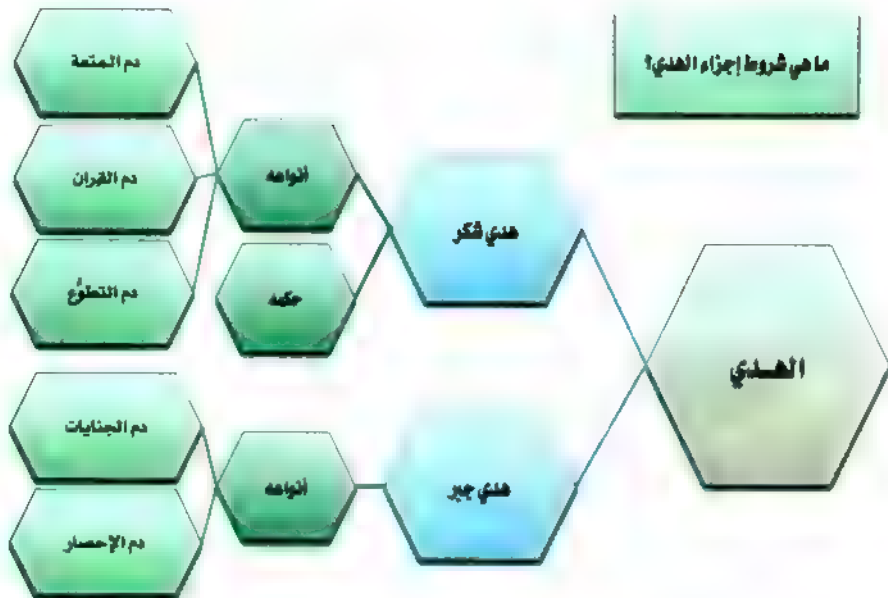 ما هي شروط إجزاء الهدي؟
الهـدي
هدي شكر
أنواعه
دم المتعة
دم القران
دم التطوُّع
حكمه
هدي جبر
أنواعه
دم الجنايات
دم الإحصار